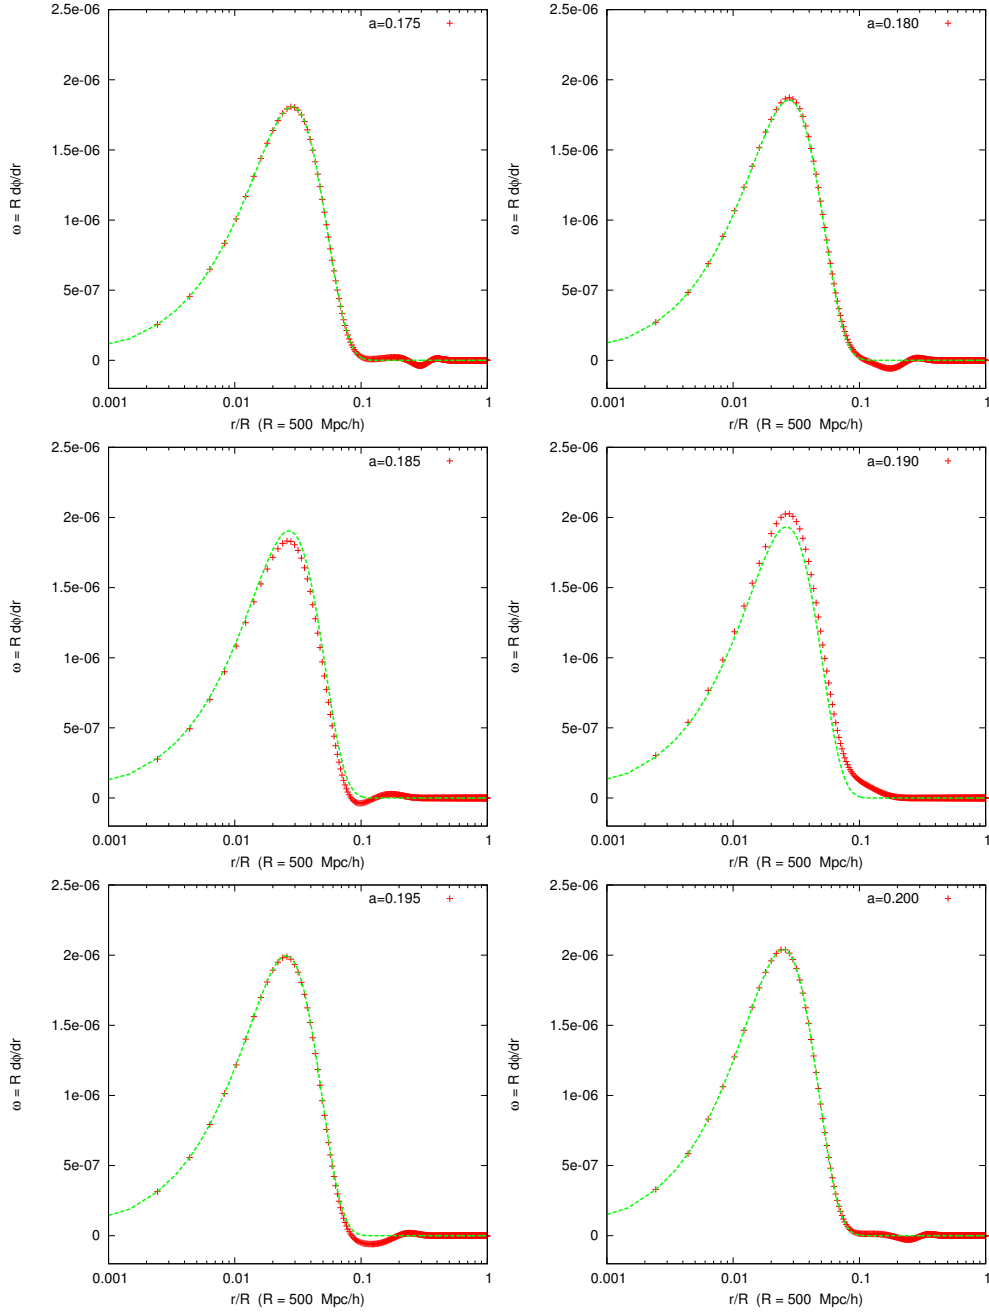 a=0.175
2.5e-06
2e-06
1.5e-06
1e-06
5e-07
0
ω = R dϕ/dr
0.001 0.01 0.1 1
r/R (R = 500 Mpc/h)
a=0.180
2.5e-06
2e-06
1.5e-06
1e-06
5e-07
0
ω = R dϕ/dr
0.001 0.01 0.1 1
r/R (R = 500 Mpc/h)
a=0.185
2.5e-06
2e-06
1.5e-06
1e-06
5e-07
0
ω = R dϕ/dr
0.001 0.01 0.1 1
r/R (R = 500 Mpc/h)
a=0.190
2.5e-06
2e-06
1.5e-06
1e-06
5e-07
0
ω = R dϕ/dr
0.001 0.01 0.1 1
r/R (R = 500 Mpc/h)
a=0.195
2.5e-06
2e-06
1.5e-06
1e-06
5e-07
0
ω = R dϕ/dr
0.001 0.01 0.1 1
r/R (R = 500 Mpc/h)
a=0.200
2.5e-06
2e-06
1.5e-06
1e-06
5e-07
0
ω = R dϕ/dr
0.001 0.01 0.1 1
r/R (R = 500 Mpc/h)